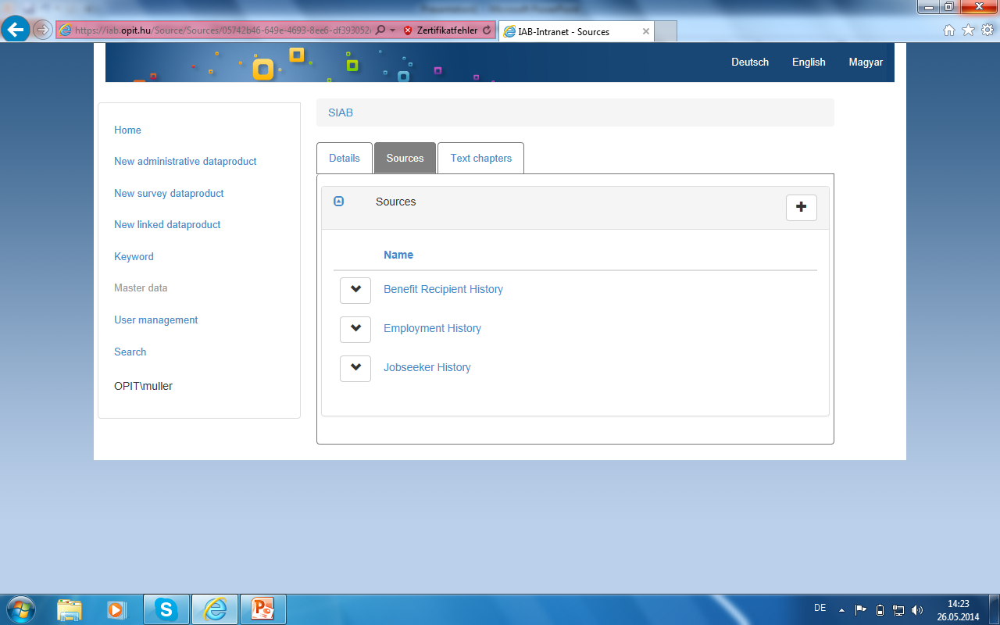 https://iab.opit.hu/Source/Sources/05742b46-649e-4693-8ee6-df393052
Zertifikatfehler
IAB-Intranet - Sources
Deutsch English Magyar
SIAB
Home
New administrative dataproduct
New survey dataproduct
New linked dataproduct
Keyword
Master data
User management
Search
OPIT\muller
Details Sources Text chapters
Sources
Name
Benefit Recipient History
Employment History
Jobseeker History
DE
14:23
26.05.2014